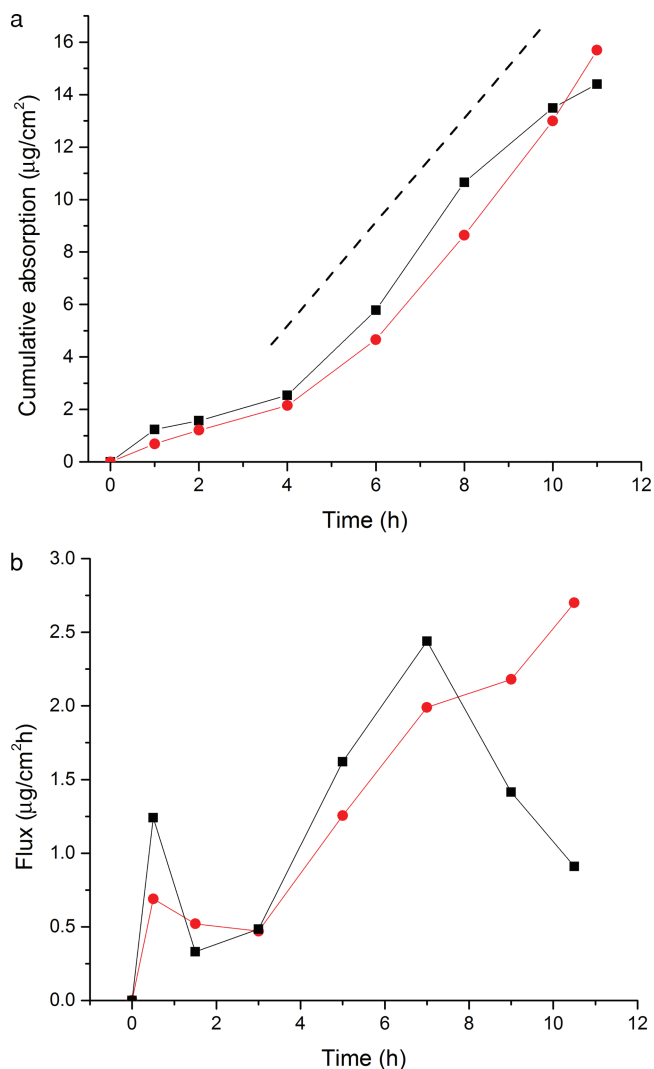 a
16
14
12
10
8
6
4
2
0
Cumulative absorption (µg/cm²)
0 2 4 6 8 10 12
Time (h)
b
3.0
2.5
2.0
1.5
1.0
0.5
0.0
Flux (µg/cm²h)
0 2 4 6 8 10 12
Time (h)